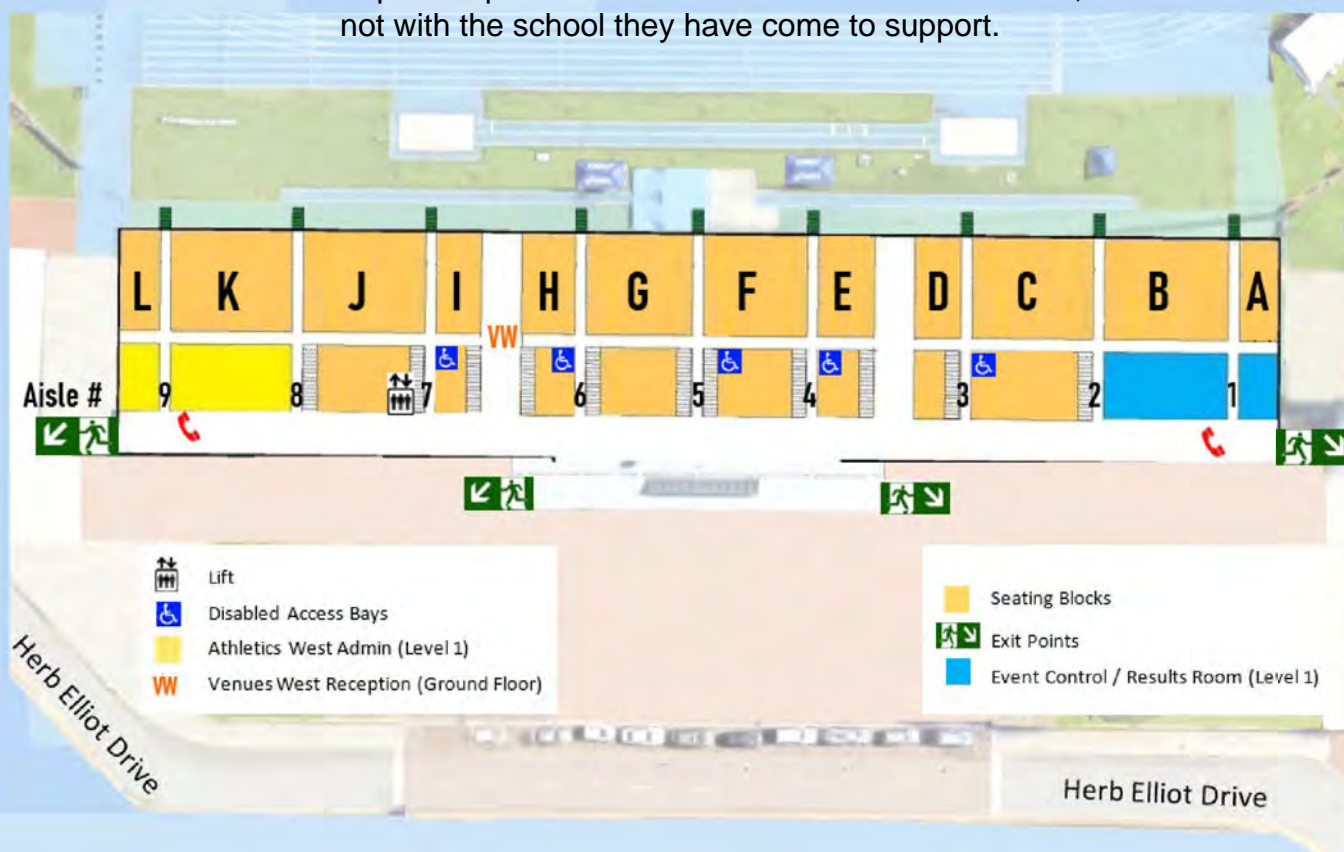 not with the school they have come to support.
L K J I H G F E D C B A
VW
Aisle # 9 8 7 6 5 4 3 2 1
Lift
Disabled Access Bays
Athletics West Admin (Level 1)
VW Venues West Reception (Ground Floor)
Seating Blocks
Exit Points
Event Control / Results Room (Level 1)
Herb Elliot Drive
Herb Elliot Drive